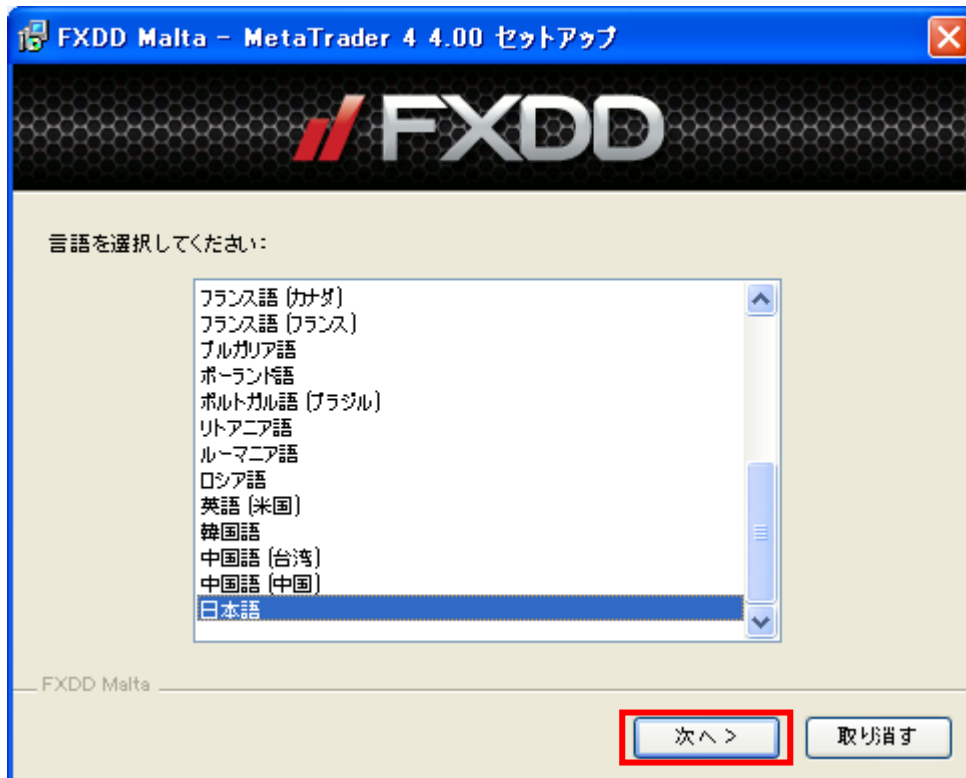 FXDD Malta - MetaTrader 4 4.00 セットアップ
FXDD
言語を選択してください:
フランス語 (カナダ)
フランス語 (フランス)
ブルガリア語
ポーランド語
ポルトガル語 (ブラジル)
リトアニア語
ルーマニア語
ロシア語
英語 (米国)
韓国語
中国語 (台湾)
中国語 (中国)
日本語
FXDD Malta
次へ >
取り消す